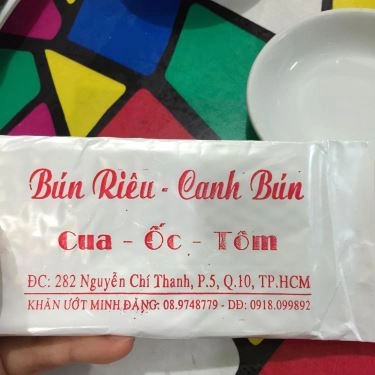 Bún Riêu - Canh Bún
Cua - Ốc - Tôm
ĐC: 282 Nguyễn Chí Thanh, P.5, Q.10, TP.HCM
KHĂN ƯỚT MINH ĐĂNG: 08.9748779 - DĐ: 0918.099892